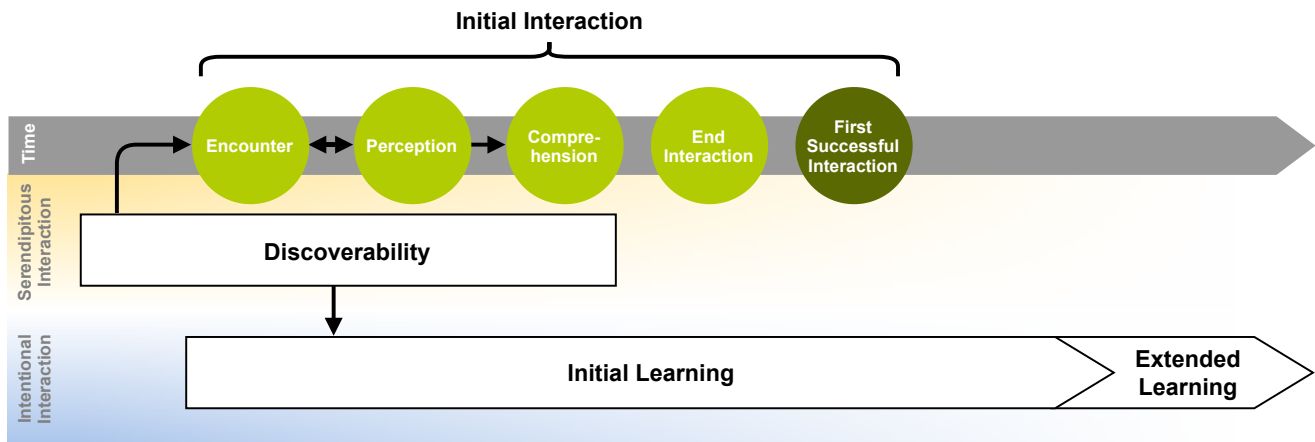 Initial Interaction
Time
Encounter
Perception
Compre-
hension
End
Interaction
First
Successful
Interaction
Serendipitous
Interaction
Discoverability
Intentional
Interaction
Initial Learning
Extended
Learning